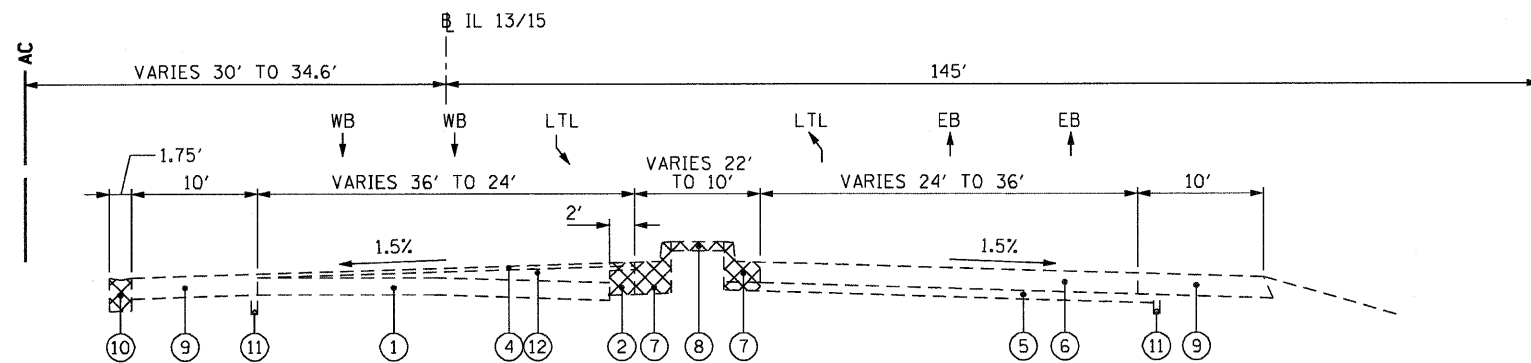 ℄ IL 13/15
AC
VARIES 30' TO 34.6'
145'
WB
WB
LTL
LTL
EB
EB
1.75'
10'
VARIES 36' TO 24'
VARIES 22'
TO 10'
VARIES 24' TO 36'
10'
2'
1.5%
1.5%
10
9
11
1
4
12
2
7
8
7
5
6
11
9